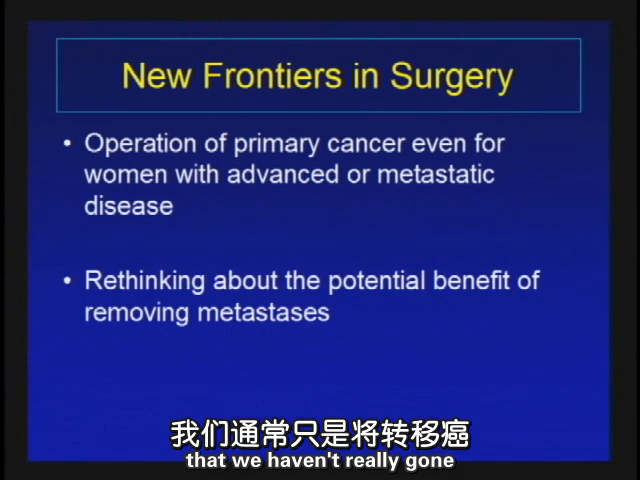 New Frontiers in Surgery
• Operation of primary cancer even for
women with advanced or metastatic
disease
• Rethinking about the potential benefit of
removing metastases
我们通常只是将转移癌
that we haven't really gone